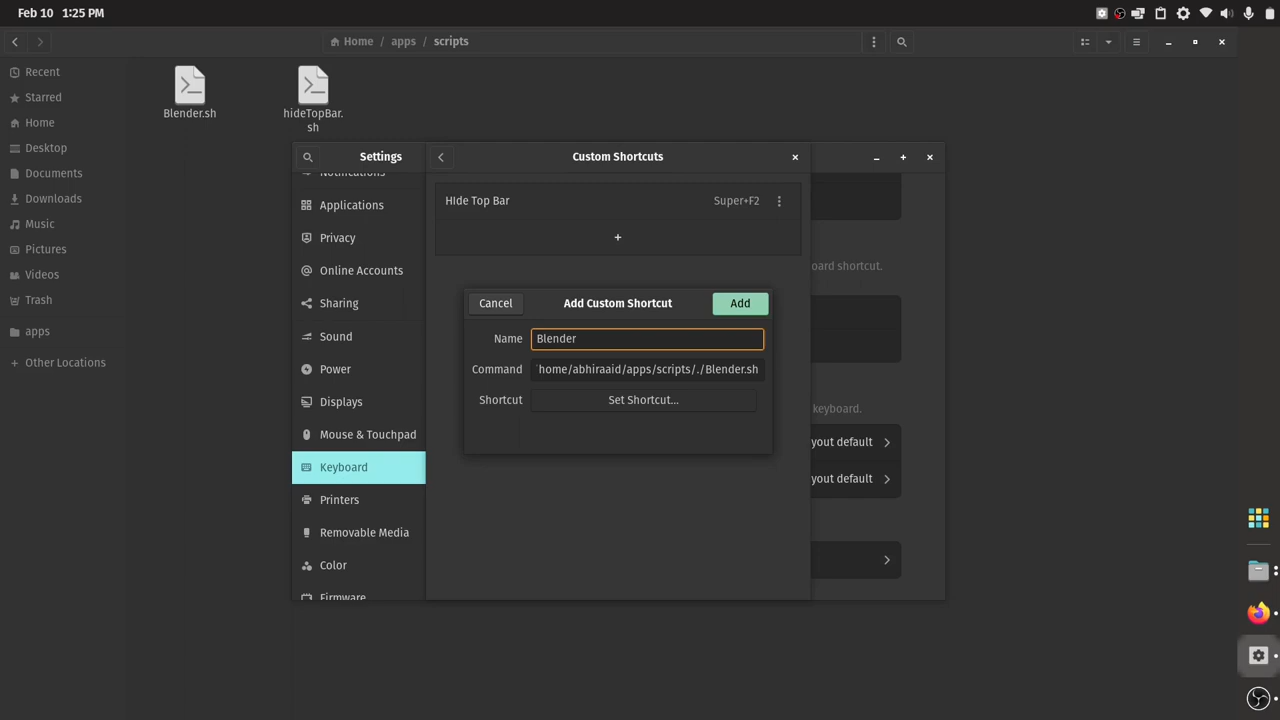 Feb 10 1:25 PM
Home / apps / scripts
Recent
Starred
Home
Desktop
Documents
Downloads
Music
Pictures
Videos
Trash
apps
Other Locations
Blender.sh
hideTopBar.
sh
Settings
Notifications
Applications
Privacy
Online Accounts
Sharing
Sound
Power
Displays
Mouse & Touchpad
Keyboard
Printers
Removable Media
Color
Firmware
Custom Shortcuts
HIde Top Bar Super+F2
+
Cancel Add Custom Shortcut Add
Name Blender
Command home/abhiraaid/apps/scripts/./Blender.sh
Shortcut Set Shortcut...
oard shortcut.
keyboard.
yout default
yout default